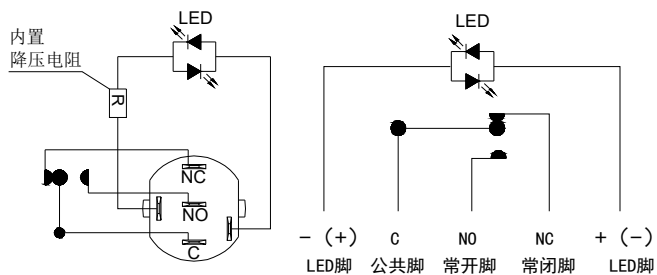 LED
内置
降压电阻
R
NC
NO
C
LED
- (+) C NO NC + (-)
LED脚 公共脚 常开脚 常闭脚 LED脚